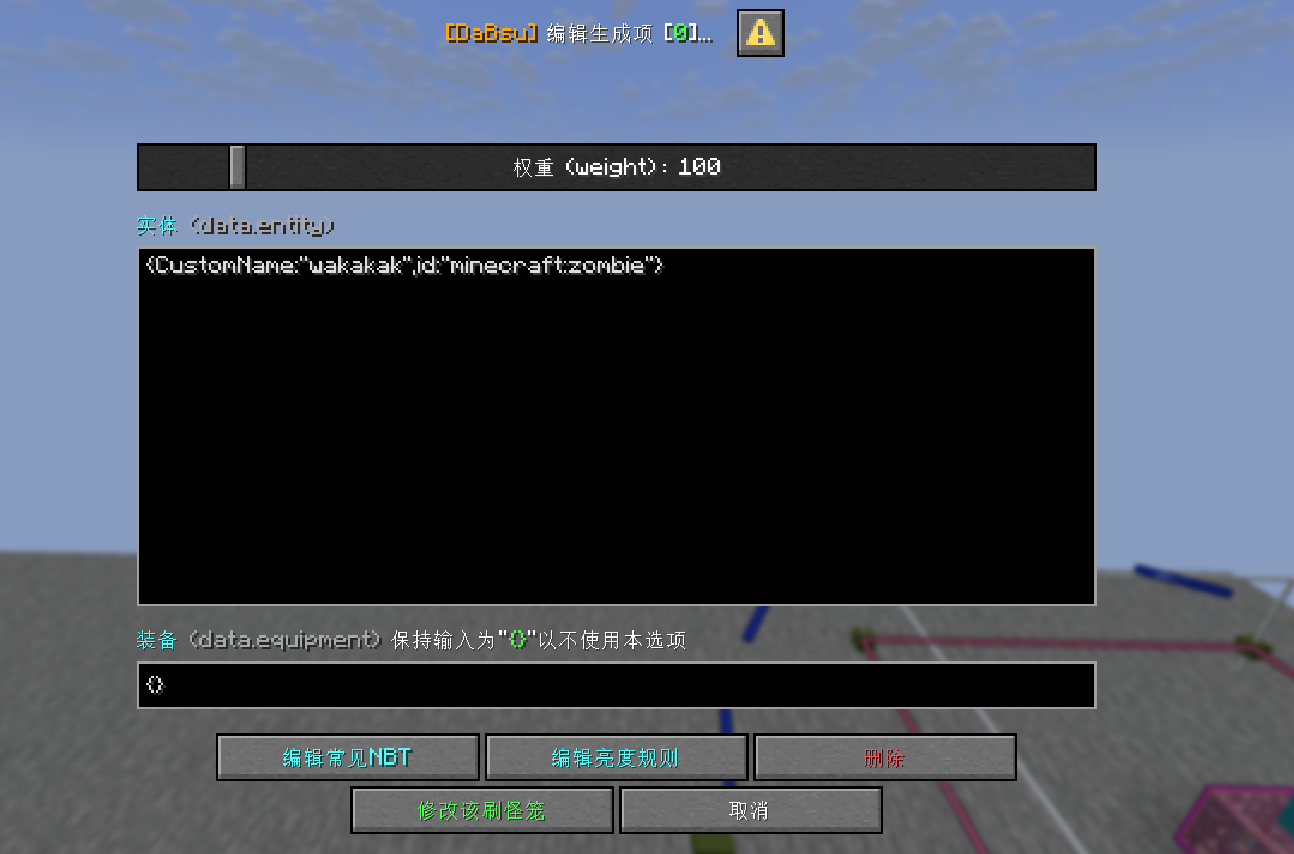 [DaBsu] 编辑生成项 [0]...
权重 (weight): 100
实体 (data.entity)
{CustomName:"wakakak",id:"minecraft:zombie"}
装备 (data.equipment) 保持输入为"{}"以不使用本选项
{}
编辑常见NBT 编辑亮度规则 删除
修改该刷怪笼 取消